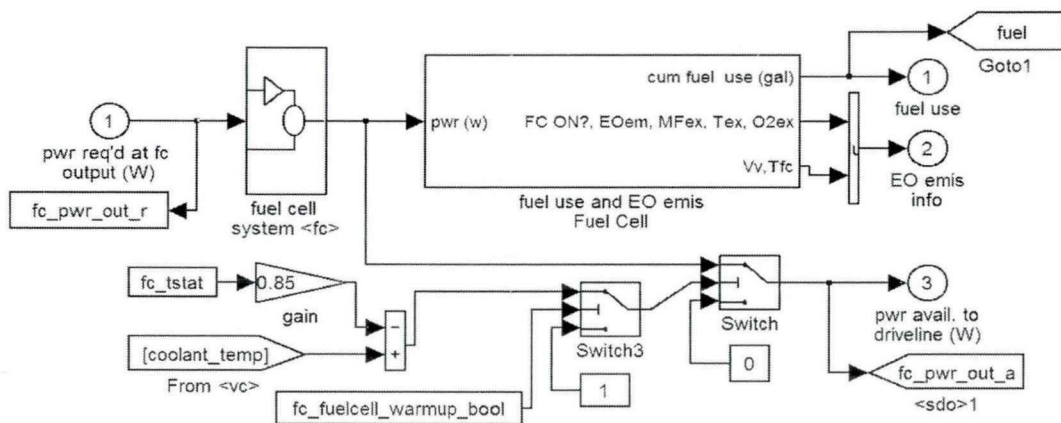 fuel
Goto1
cum fuel use (gal)
1
fuel use
1
pwr req'd at fc
output (W)
pwr (w)
FC ON?, EOem, MFex, Tex, O2ex
2
EO emis
info
Vv,Tfc
fc_pwr_out_r
fuel cell
system <fc>
fuel use and EO emis
Fuel Cell
fc_tstat
0.85
gain
−
+
[coolant_temp]
From <vc>
Switch3
Switch
3
pwr avail. to
driveline (W)
0
1
fc_fuelcell_warmup_bool
fc_pwr_out_a
<sdo>1